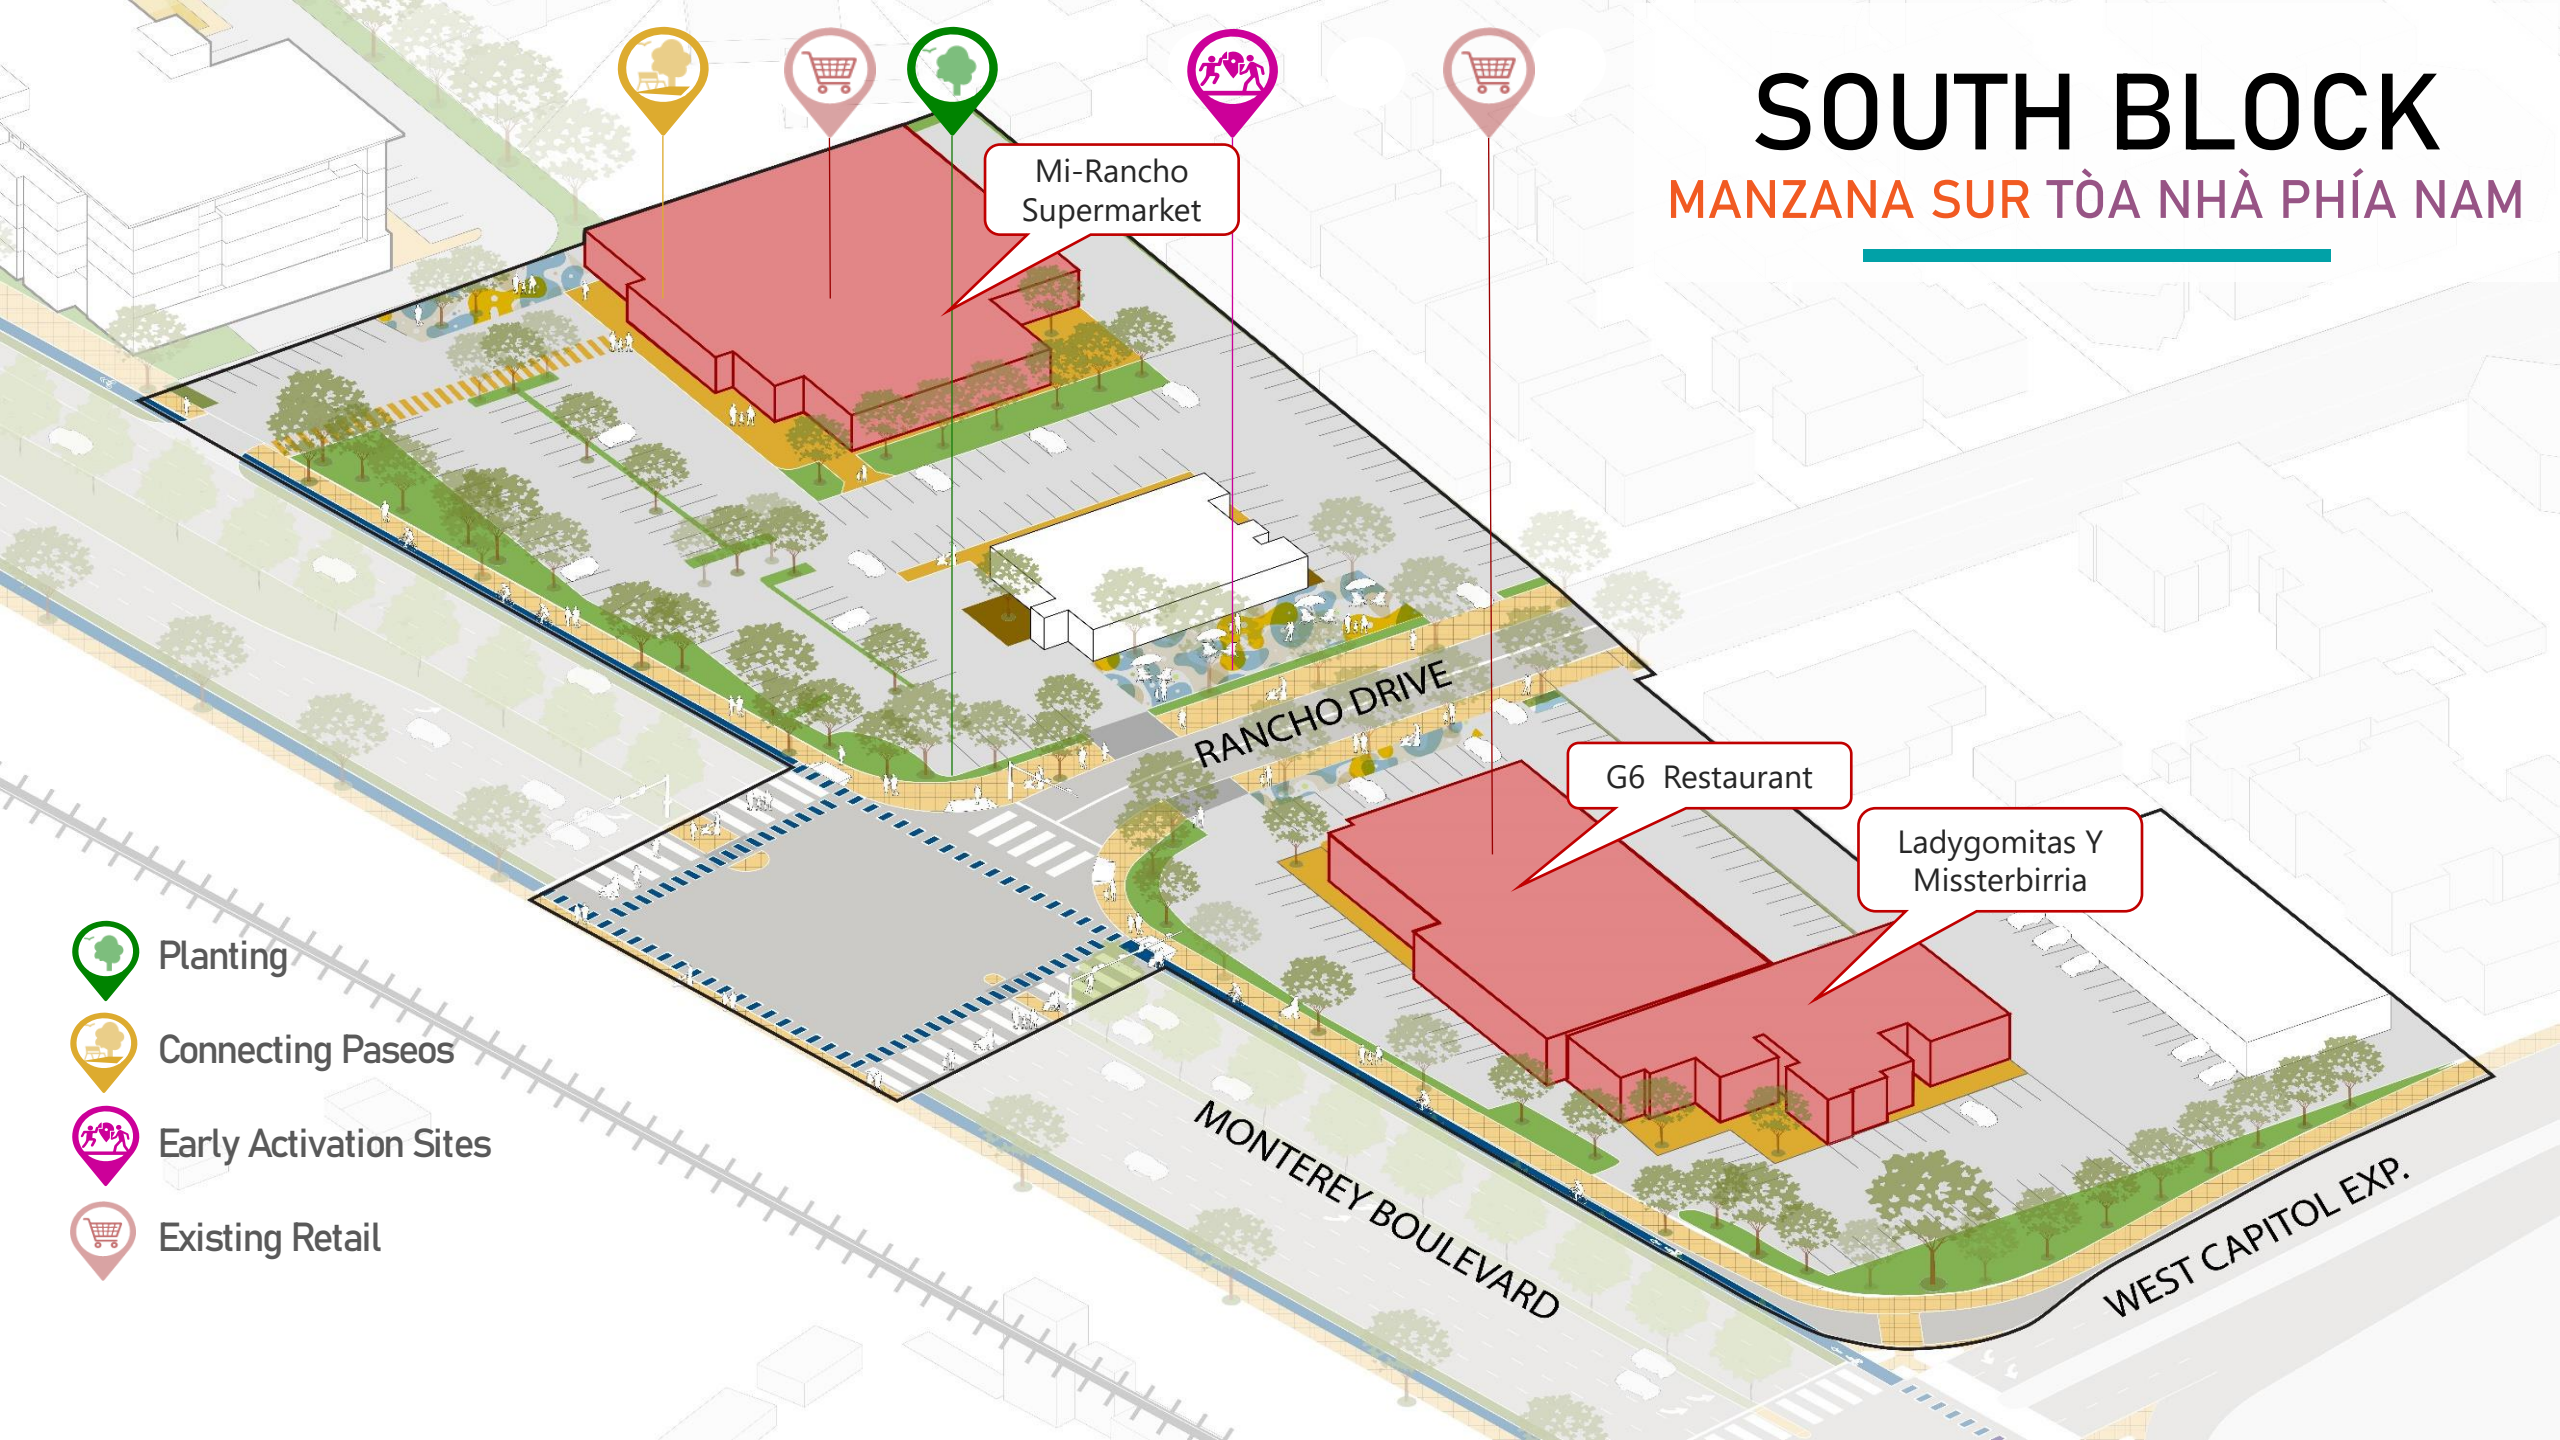 SOUTH BLOCK
MANZANA SUR TÒA NHÀ PHÍA NAM
Mi-Rancho
Supermarket
RANCHO DRIVE
G6 Restaurant
Ladygomitas Y
Missterbirria
MONTEREY BOULEVARD
WEST CAPITOL EXP.
Planting
Connecting Paseos
Early Activation Sites
Existing Retail